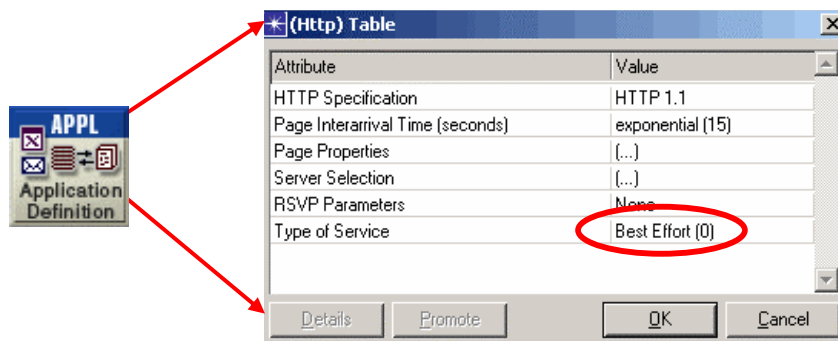 (Http) Table
Attribute Value
HTTP Specification HTTP 1.1
Page Interarrival Time (seconds) exponential (15)
Page Properties (...)
Server Selection (...)
RSVP Parameters None
Type of Service Best Effort (0)
Details Promote OK Cancel
APPL
Application
Definition